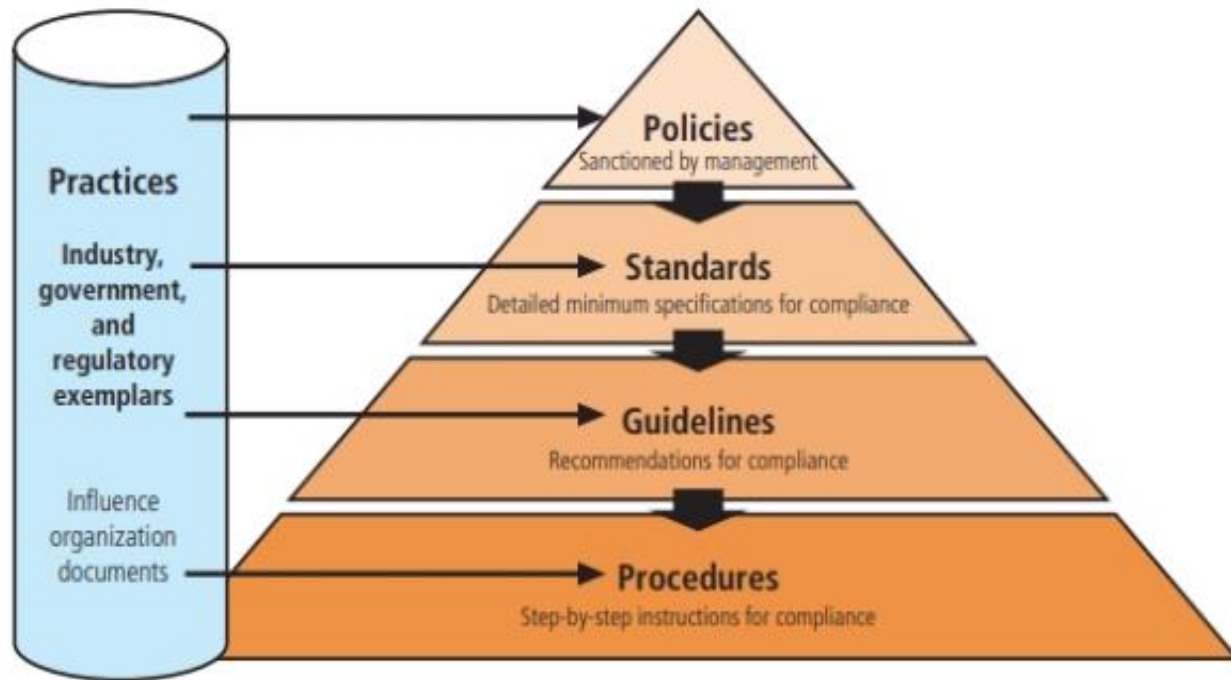 Practices
Industry,
government,
and
regulatory
exemplars
Influence
organization
documents
Policies
Sanctioned by management
Standards
Detailed minimum specifications for compliance
Guidelines
Recommendations for compliance
Procedures
Step-by-step instructions for compliance